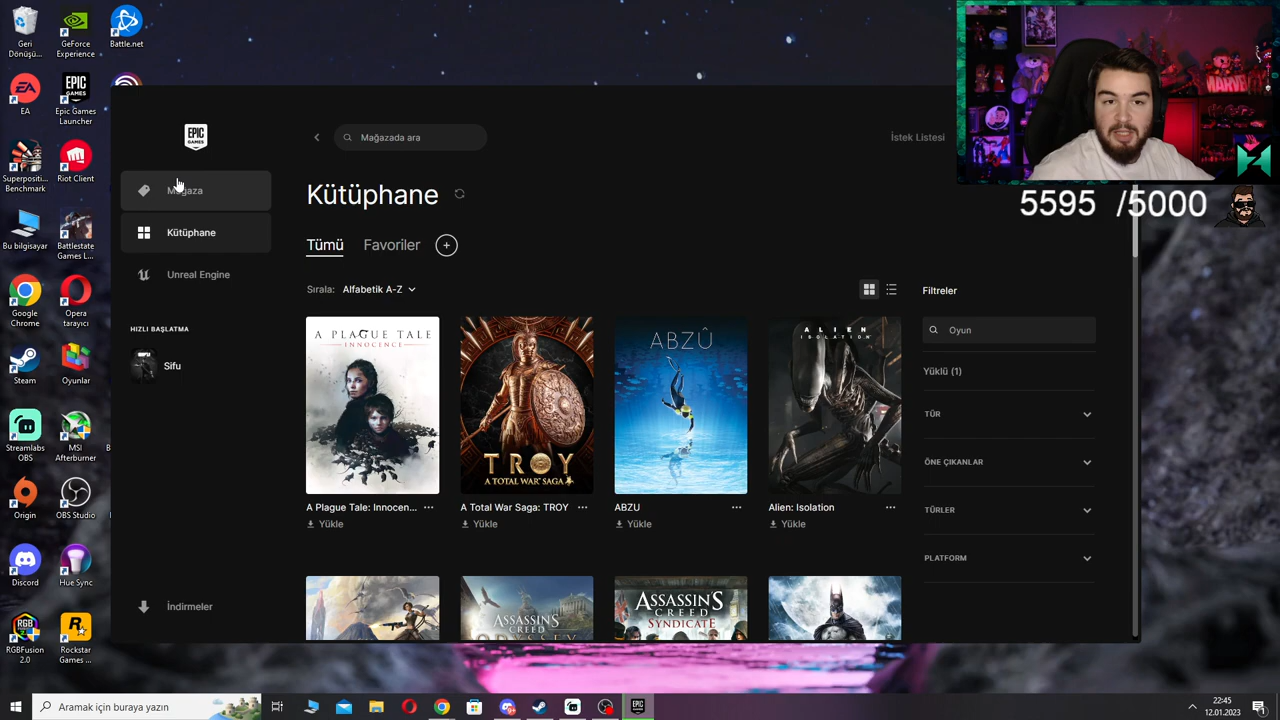 Geri
Dönüşü...
GeForce
Experience
Battle.net
EA
Epic Games
Launcher
Superpositi...
Benchmark
Riot Client
Bu bilgisayar
Battlestate
Games L...
Google
Chrome
Opera
tarayıcı
Steam
Oyunlar
Streamlabs
OBS
MSI
Afterburner
Origin
OBS Studio
Discord
Hue Sync
RGBFusion
2.0
Rockstar
Games ...
EPIC
GAMES
Mağazada ara
İstek Listesi
Mağaza
Kütüphane
Unreal Engine
HIZLI BAŞLATMA
Sifu
İndirmeler
Kütüphane
Tümü
Favoriler
Sırala: Alfabetik A-Z
A PLAGUE TALE
INNOCENCE
TROY
A TOTAL WAR SAGA
ABZÛ
ALIEN
ISOLATION
A Plague Tale: Innocen...
Yükle
A Total War Saga: TROY
Yükle
ABZU
Yükle
Alien: Isolation
Yükle
ASSASSIN'S
CREED
ODYSSEY
ASSASSIN'S
CREED
SYNDICATE
Filtreler
Oyun
Yüklü (1)
TÜR
ÖNE ÇIKANLAR
TÜRLER
PLATFORM
MARVEL
5595 /5000
Aramak için buraya yazın
22:45
12.01.2023